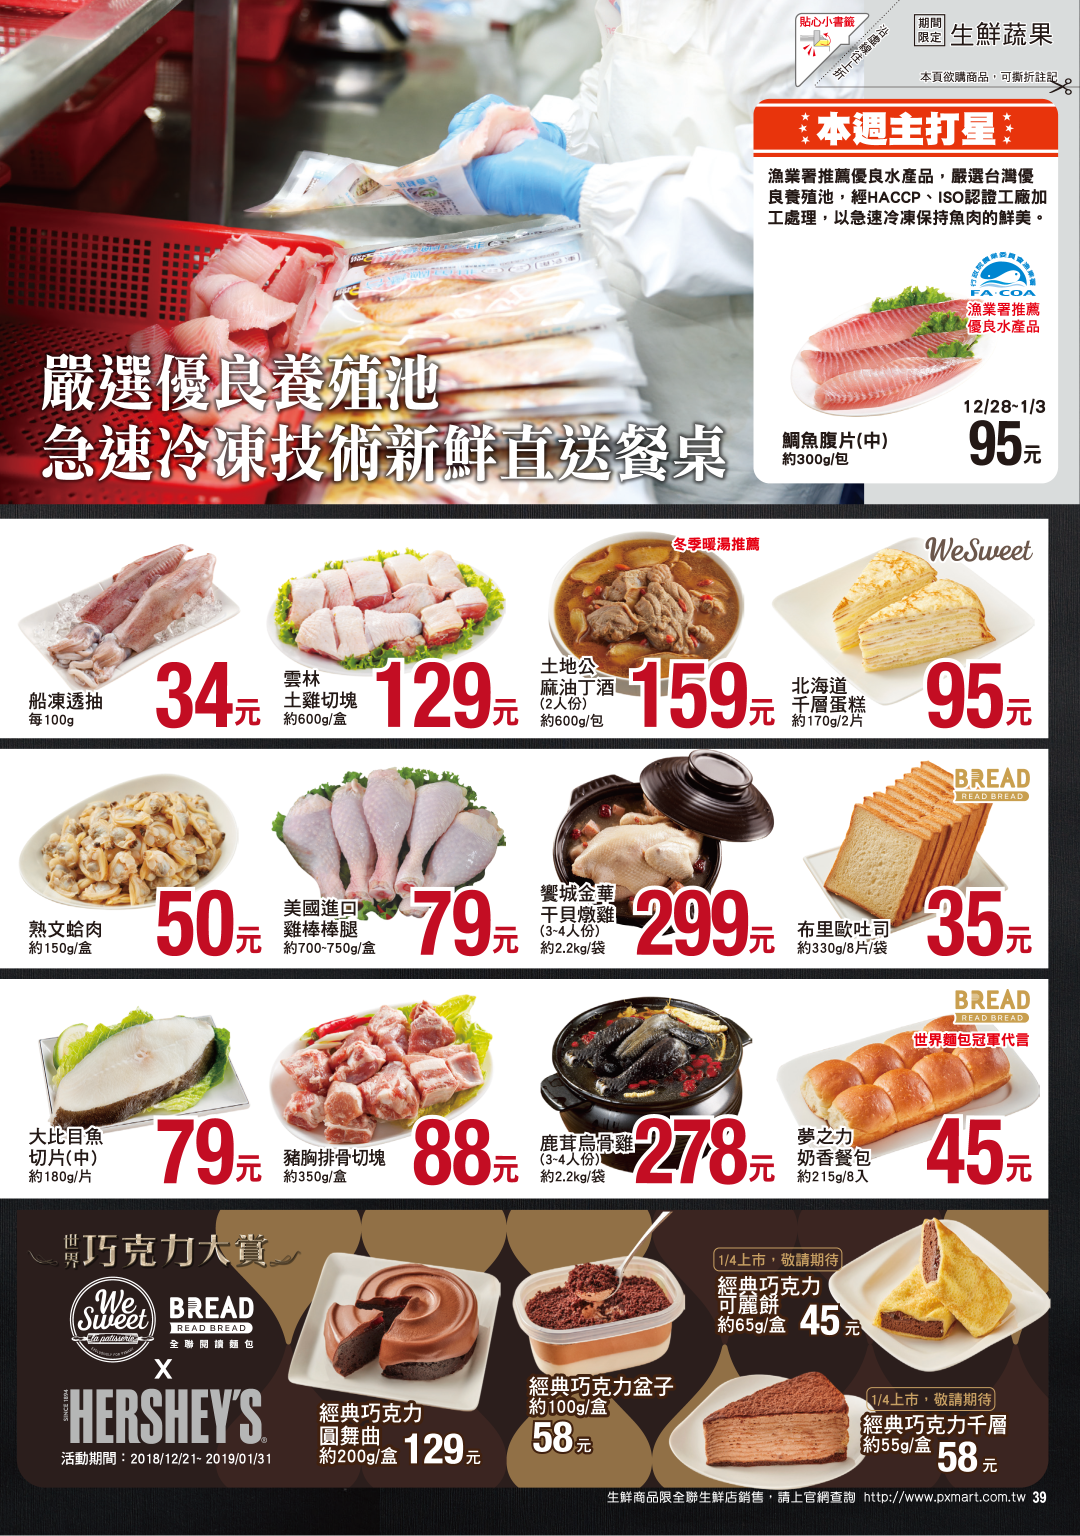 貼心小書籤
沿虛線往上折
期間
限定
生鮮蔬果
本頁欲購商品，可撕折註記
本週主打星
漁業署推薦優良水產品，嚴選台灣優
良養殖池，經HACCP、ISO認證工廠加
工處理，以急速冷凍保持魚肉的鮮美。
FA·COA
漁業署推薦
優良水產品
12/28~1/3
鯛魚腹片(中)
約300g/包
95元
嚴選優良養殖池
急速冷凍技術新鮮直送餐桌
船凍透抽
每100g
34元
雲林
土雞切塊
約600g/盒
129元
冬季暖湯推薦
土地公
麻油丁酒
(2人份)
約600g/包
159元
WeSweet
北海道
千層蛋糕
約170g/2片
95元
熟文蛤肉
約150g/盒
50元
美國進口
雞棒棒腿
約700~750g/盒
79元
饗城金華
干貝燉雞
(3~4人份)
約2.2kg/袋
299元
BREAD
READ BREAD
布里歐吐司
約330g/8片/袋
35元
大比目魚
切片(中)
約180g/片
79元
豬胸排骨切塊
約350g/盒
88元
鹿茸烏骨雞
(3~4人份)
約2.2kg/袋
278元
BREAD
READ BREAD
世界麵包冠軍代言
夢之力
奶香餐包
約215g/8入
45元
世界巧克力大賞
We Sweet
la patisserie
BREAD
READ BREAD
全聯閱讀麵包
X
SINCE 1894
HERSHEY'S
活動期間：2018/12/21~ 2019/01/31
經典巧克力
圓舞曲
約200g/盒
129元
經典巧克力盆子
約100g/盒
58元
1/4上市，敬請期待
經典巧克力
可麗餅
約65g/盒
45元
1/4上市，敬請期待
經典巧克力千層
約55g/盒
58元
生鮮商品限全聯生鮮店銷售，請上官網查詢 http://www.pxmart.com.tw 39